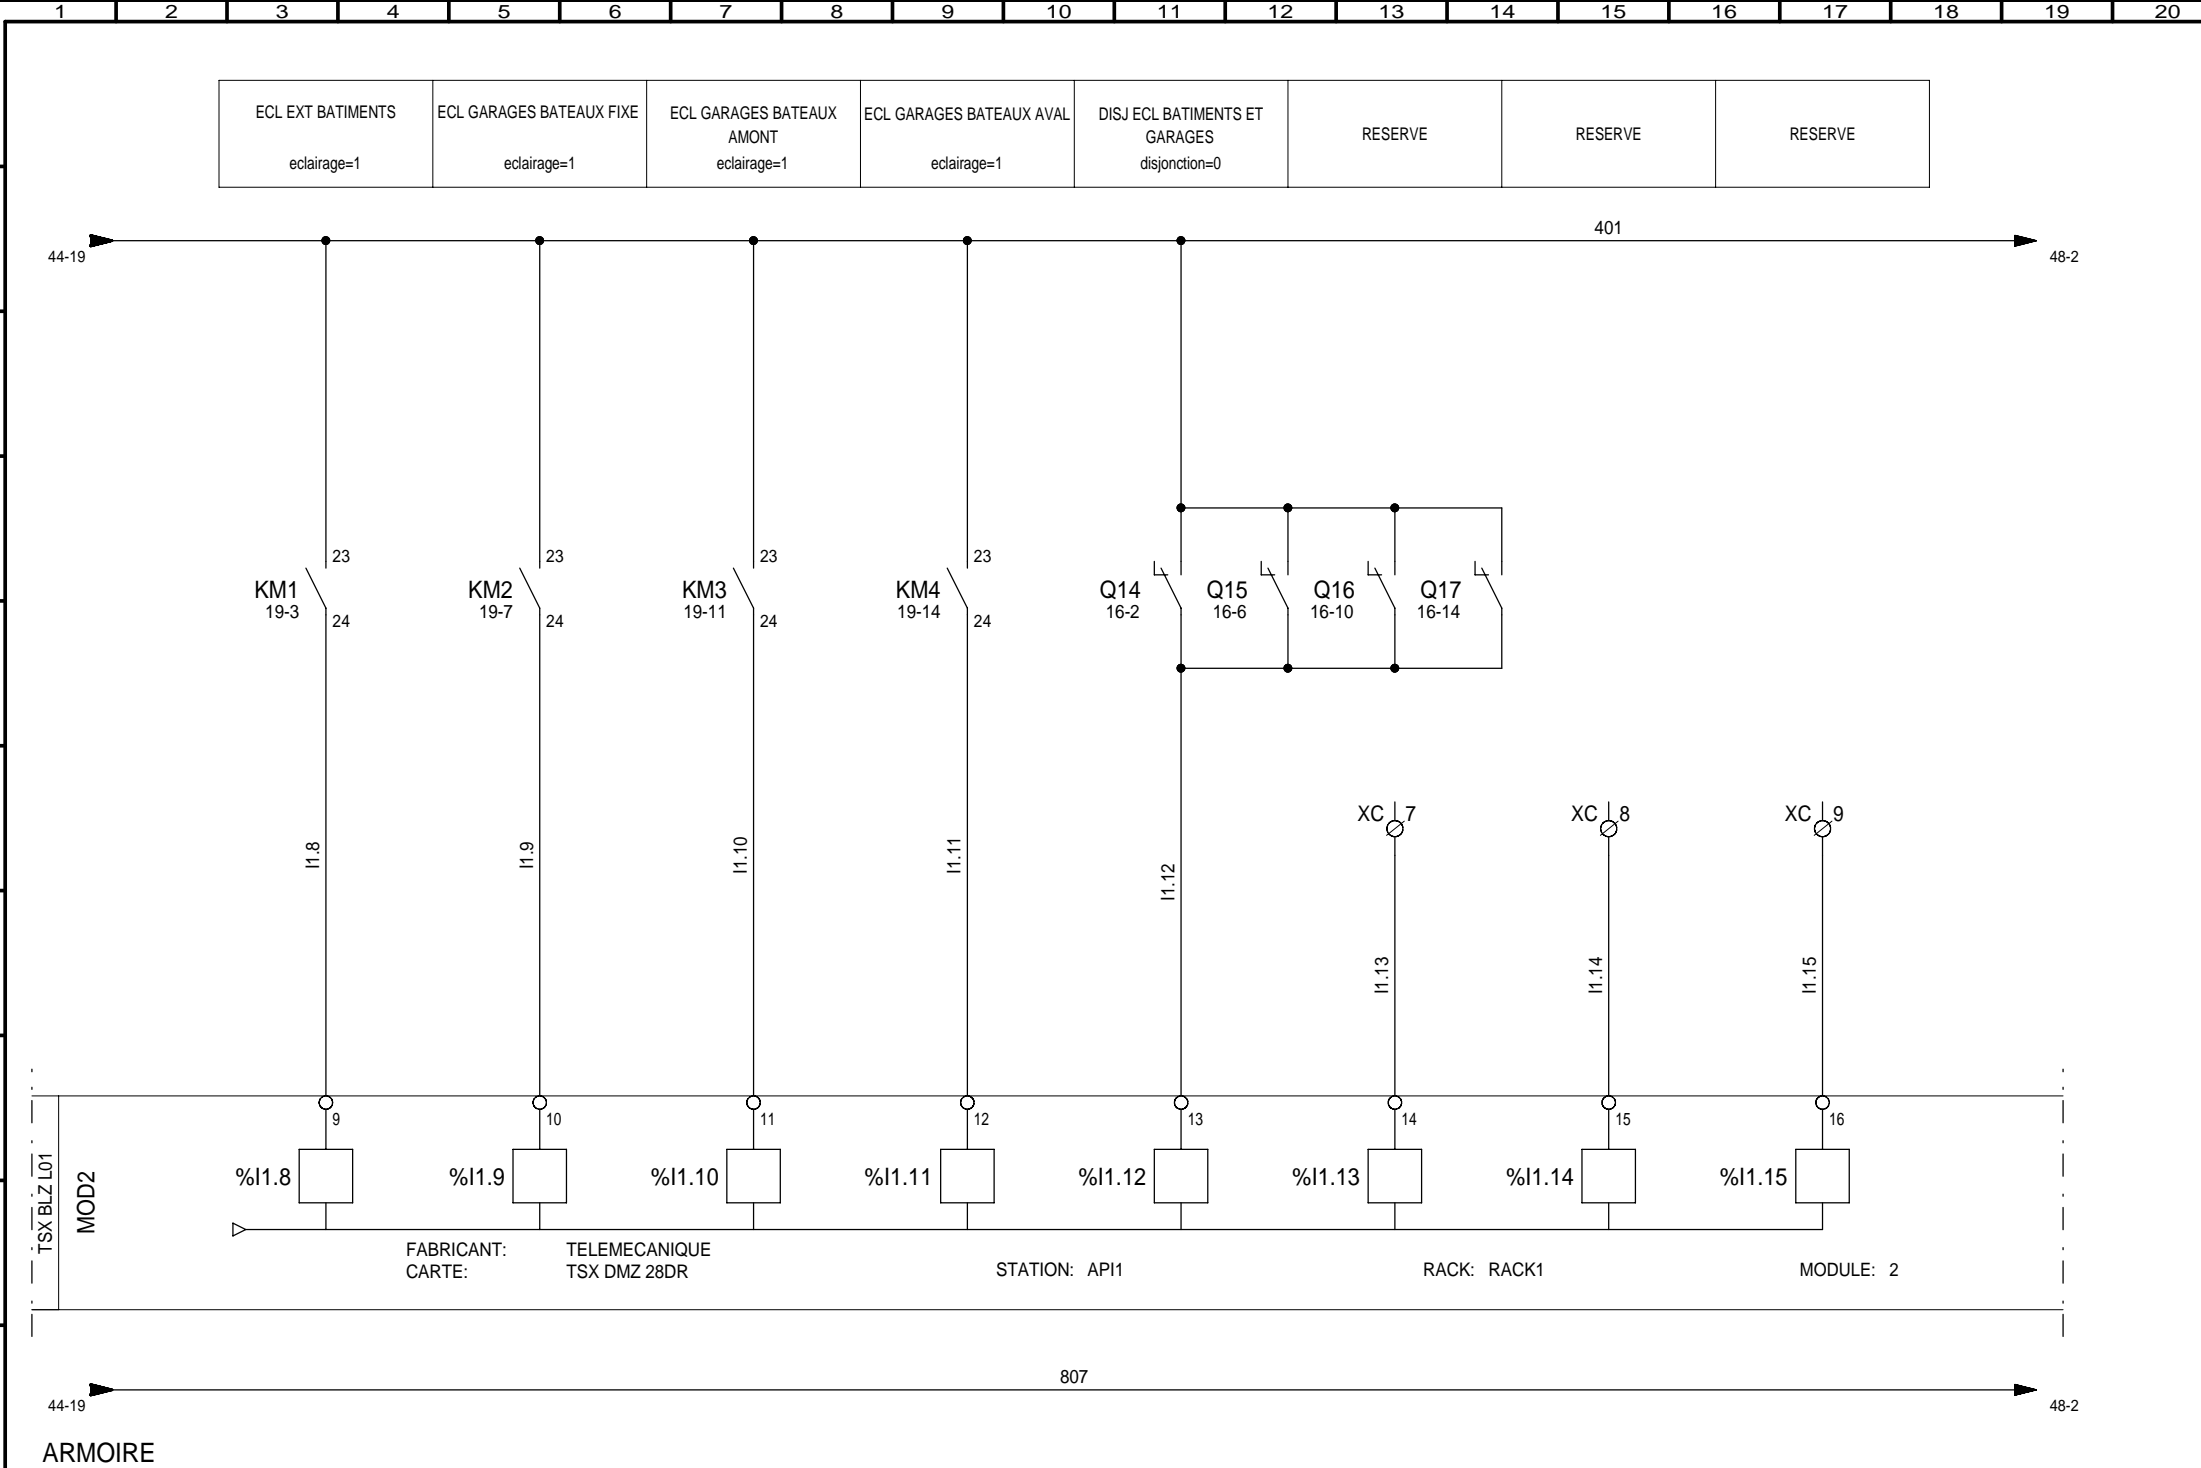 1 2 3 4 5 6 7 8 9 10 11 12 13 14 15 16 17 18 19 20
ECL EXT BATIMENTS
eclairage=1
ECL GARAGES BATEAUX FIXE
eclairage=1
ECL GARAGES BATEAUX
AMONT
eclairage=1
ECL GARAGES BATEAUX AVAL
eclairage=1
DISJ ECL BATIMENTS ET
GARAGES
disjonction=0
RESERVE
RESERVE
RESERVE
401
44-19
48-2
23
KM1
19-3
24
23
KM2
19-7
24
23
KM3
19-11
24
23
KM4
19-14
24
Q14
16-2
Q15
16-6
Q16
16-10
Q17
16-14
XC 7
XC 8
XC 9
I1.8
I1.9
I1.10
I1.11
I1.12
I1.13
I1.14
I1.15
9 10 11 12 13 14 15 16
TSX BLZ L01
MOD2
%I1.8 %I1.9 %I1.10 %I1.11 %I1.12 %I1.13 %I1.14 %I1.15
FABRICANT: TELEMECANIQUE
CARTE: TSX DMZ 28DR
STATION: API1
RACK: RACK1
MODULE: 2
807
44-19
48-2
ARMOIRE